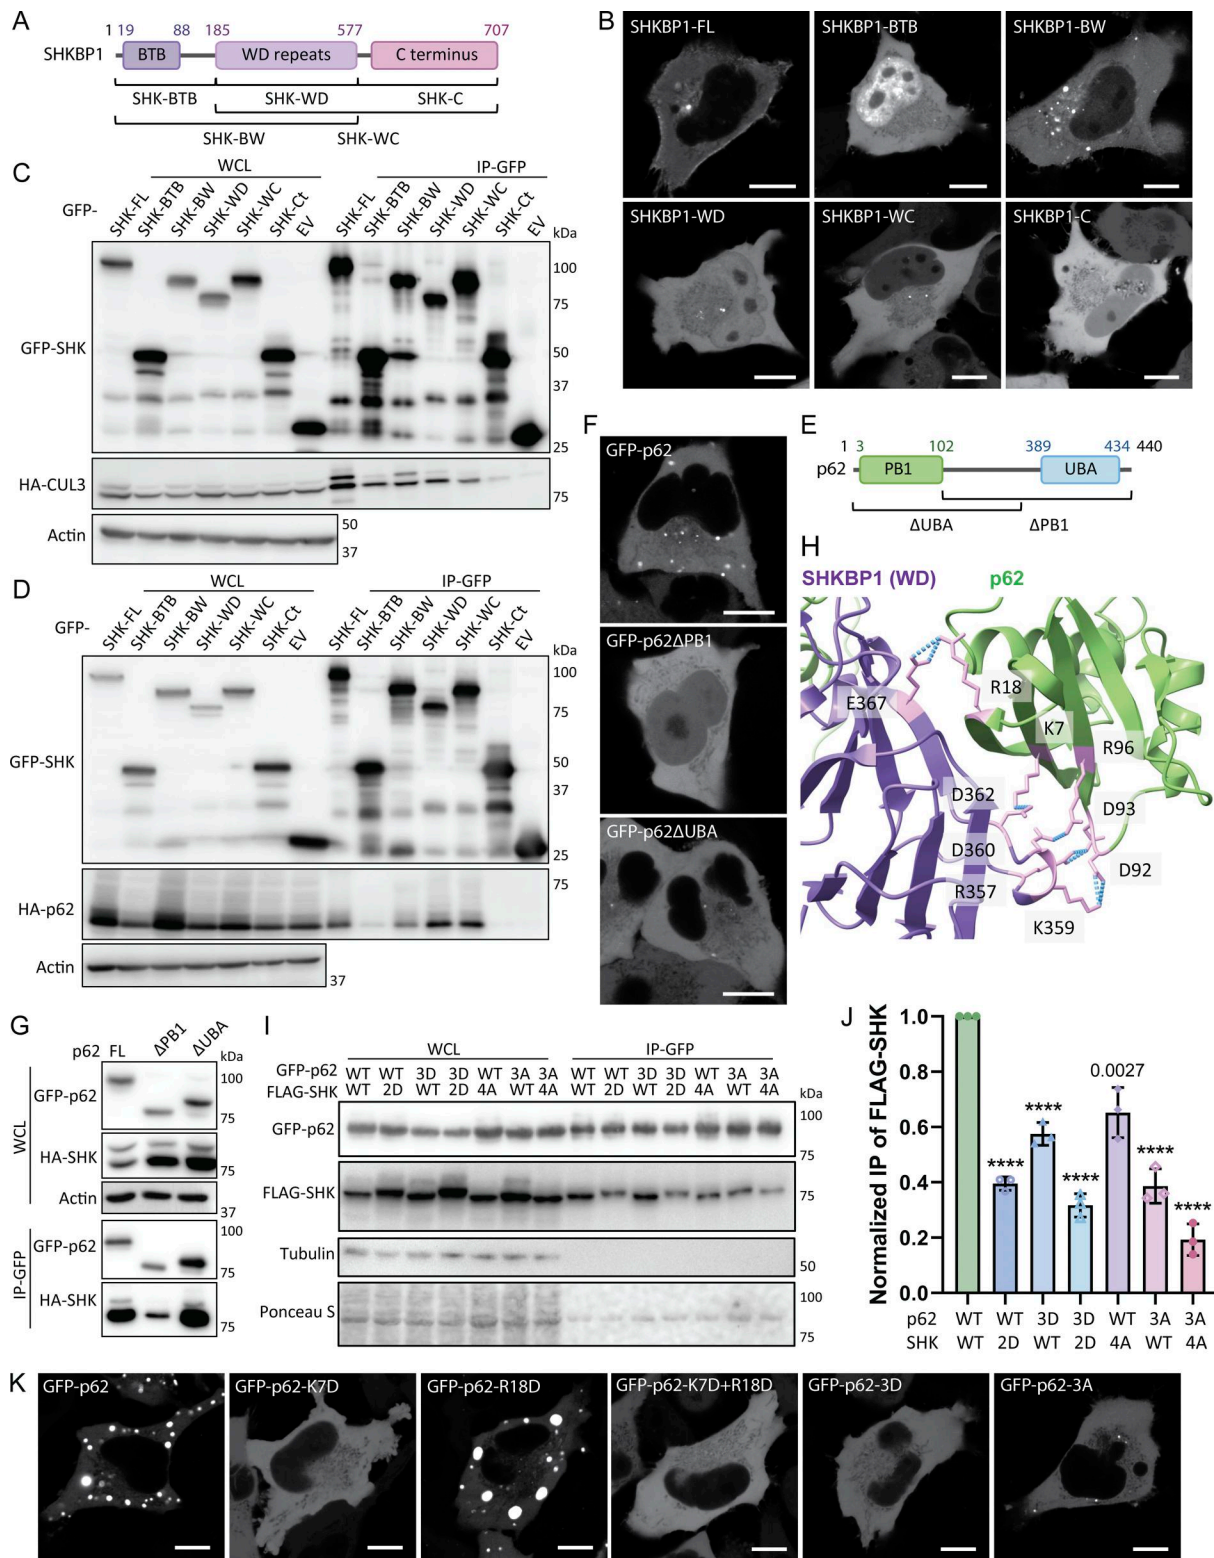 A
1 19 88 185 577 707
SHKBP1 BTB WD repeats C terminus
SHK-BTB SHK-WD SHK-C
SHK-BW SHK-WC
B
SHKBP1-FL SHKBP1-BTB SHKBP1-BW
SHKBP1-WD SHKBP1-WC SHKBP1-C
C
WCL IP-GFP
GFP- SHK-FL SHK-BTB SHK-BW SHK-WD SHK-WC SHK-Ct EV SHK-FL SHK-BTB SHK-BW SHK-WD SHK-WC SHK-Ct EV
kDa
100
75
GFP-SHK 50
37
25
HA-CUL3 75
Actin 50
37
D
WCL IP-GFP
GFP- SHK-FL SHK-BTB SHK-BW SHK-WD SHK-WC SHK-Ct EV SHK-FL SHK-BTB SHK-BW SHK-WD SHK-WC SHK-Ct EV
kDa
100
75
GFP-SHK 50
37
25
75
HA-p62
Actin 37
F
GFP-p62
GFP-p62ΔPB1
GFP-p62ΔUBA
E
1 3 102 389 434 440
p62 PB1 UBA
ΔUBA ΔPB1
H
SHKBP1 (WD) p62
E367 R18
K7 R96
D362 D93
D360 D92
R357
K359
G
p62 FL ΔPB1 ΔUBA
kDa
WCL
GFP-p62 100
75
HA-SHK 75
Actin 37
IP-GFP
GFP-p62 100
75
HA-SHK 75
I
WCL IP-GFP
GFP-p62 WT WT 3D 3D WT 3A 3A WT WT 3D 3D WT 3A 3A
FLAG-SHK WT 2D WT 2D 4A WT 4A WT 2D WT 2D 4A WT 4A
kDa
GFP-p62 100
75
FLAG-SHK 75
Tubulin 50
Ponceau S 100
75
J
Normalized IP of FLAG-SHK
1.0
0.8
0.6
0.4
0.2
0.0
**** **** **** 0.0027 **** ****
p62 WT WT 3D 3D WT 3A 3A
SHK WT 2D WT 2D 4A WT 4A
K
GFP-p62 GFP-p62-K7D GFP-p62-R18D GFP-p62-K7D+R18D GFP-p62-3D GFP-p62-3A